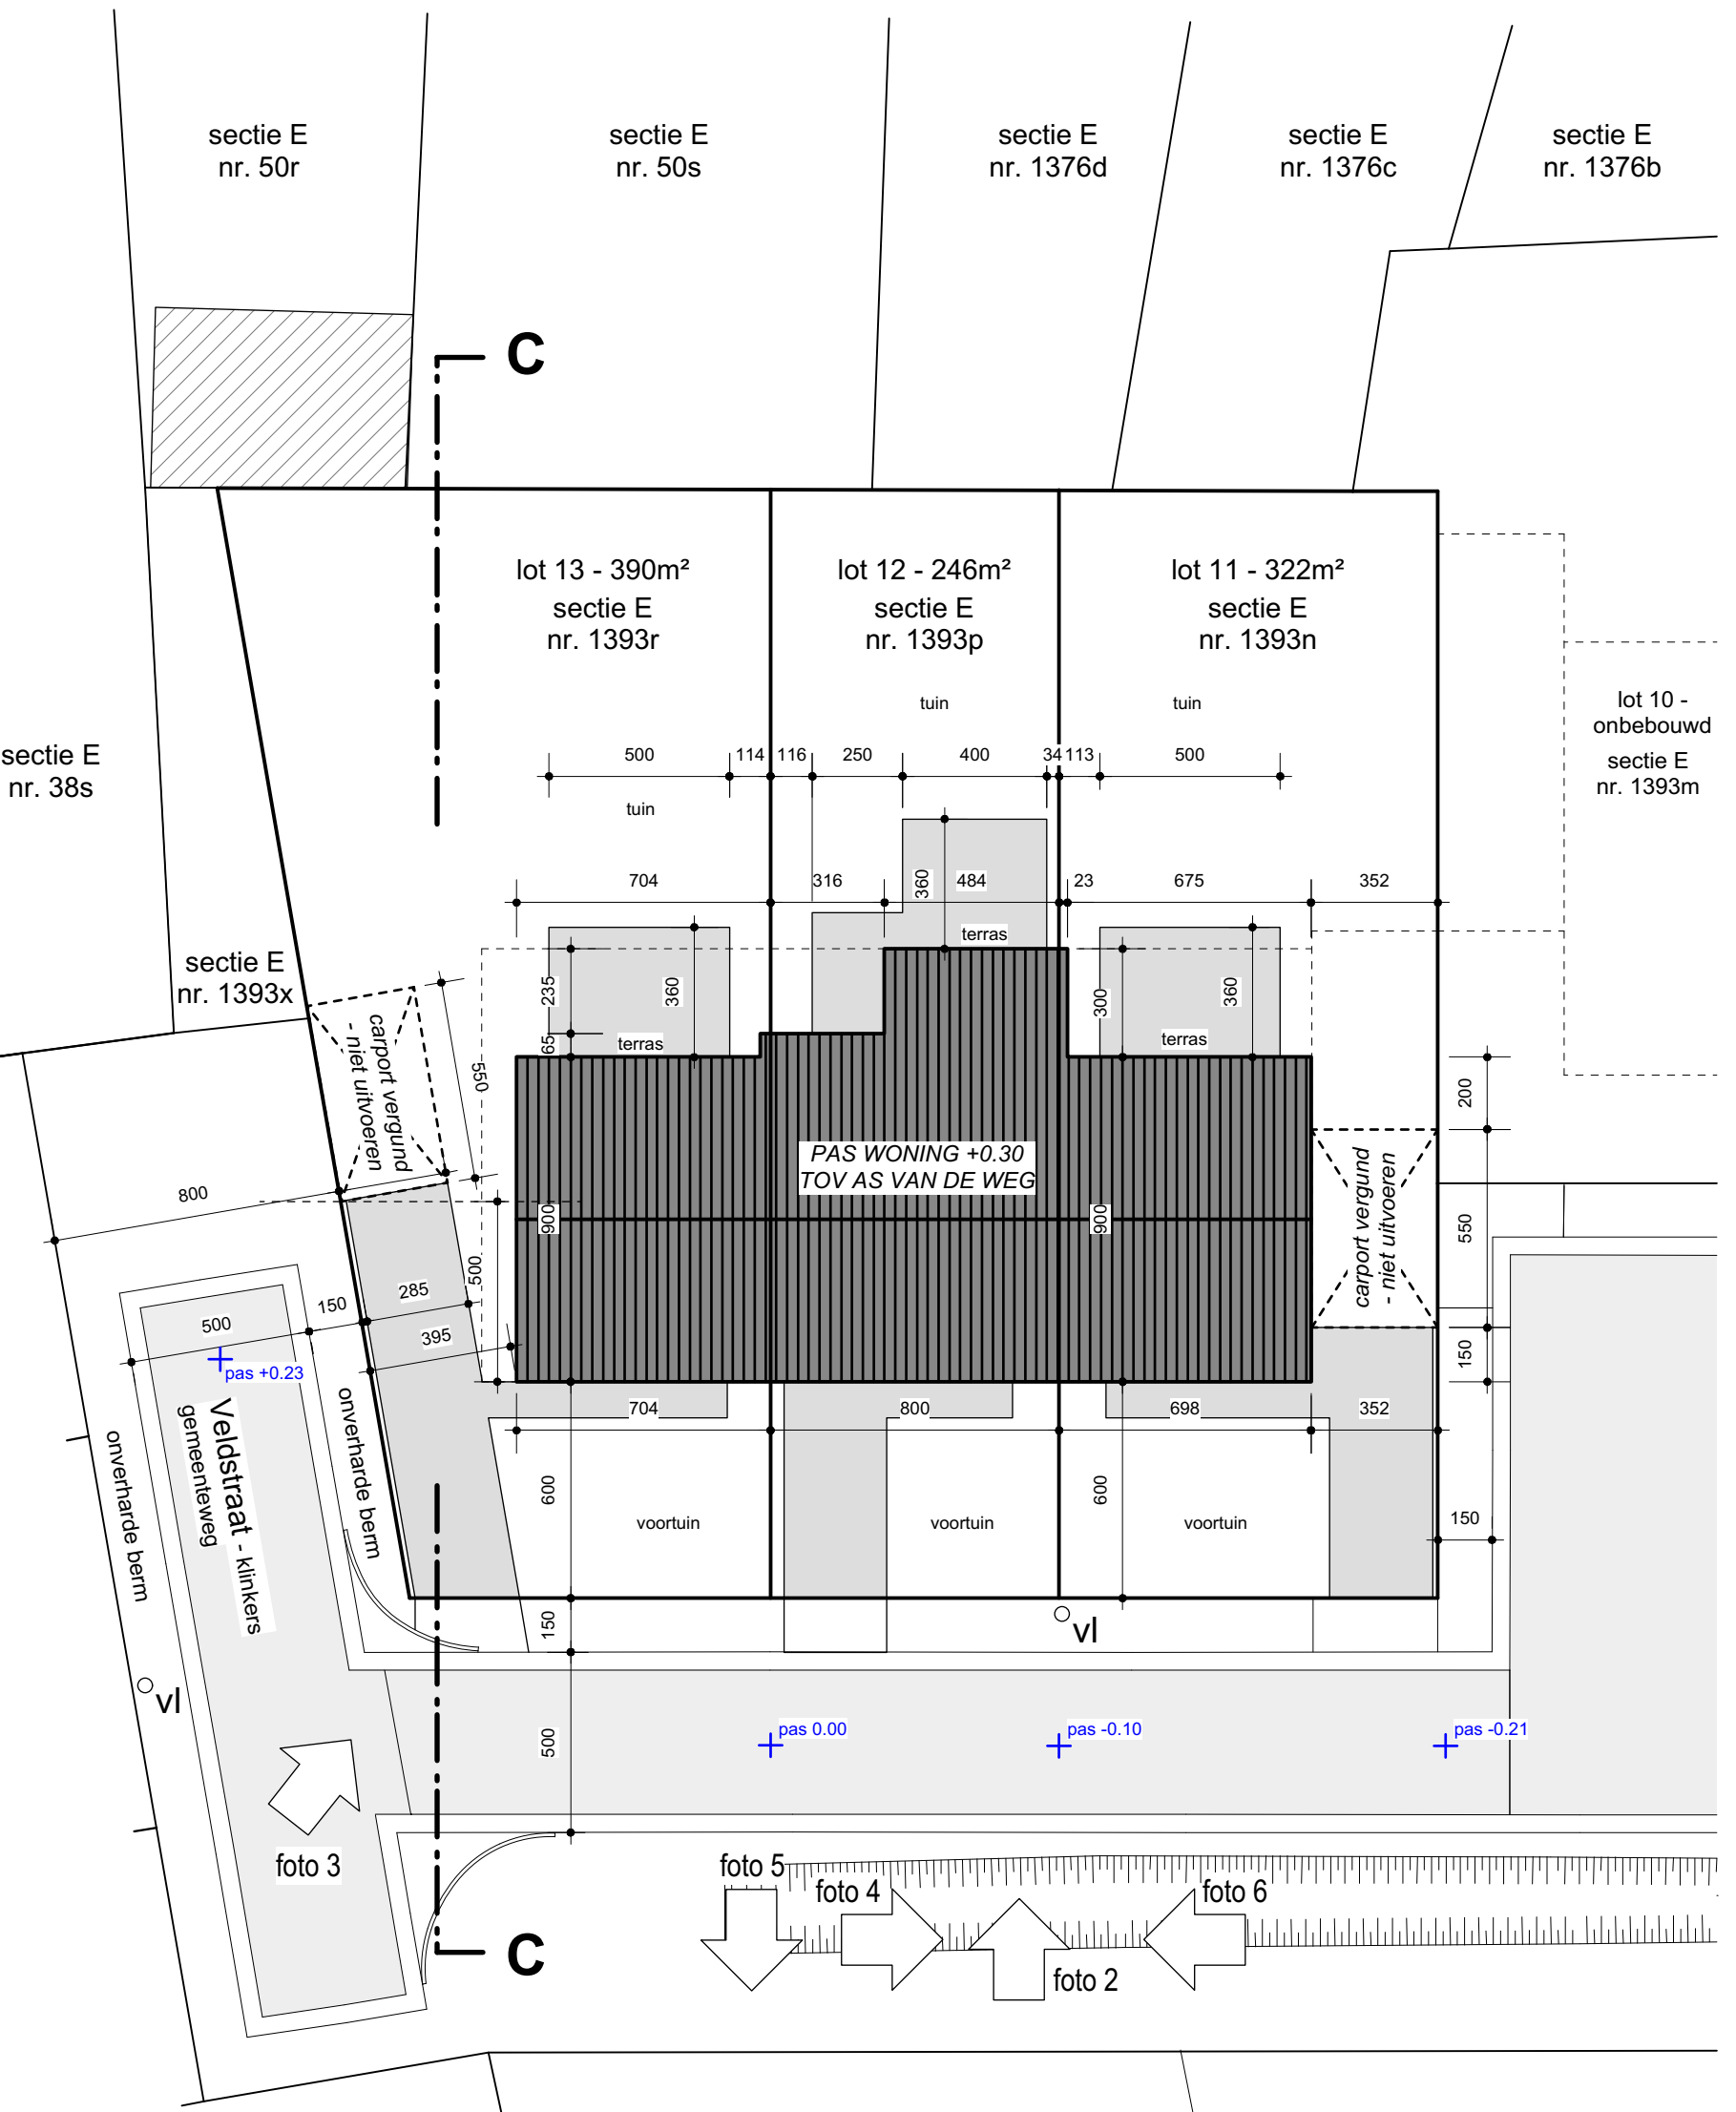 sectie E
nr. 50r
sectie E
nr. 50s
sectie E
nr. 1376d
sectie E
nr. 1376c
sectie E
nr. 1376b
C
lot 13 - 390m²
sectie E
nr. 1393r
lot 12 - 246m²
sectie E
nr. 1393p
lot 11 - 322m²
sectie E
nr. 1393n
tuin
tuin
lot 10 -
onbebouwd
sectie E
nr. 1393m
sectie E
nr. 38s
500
114
116
250
400
34
113
500
tuin
704
316
360
484
23
675
352
terras
sectie E
nr. 1393x
235
65
360
terras
300
360
terras
carport vergund
- niet uitvoeren
550
200
PAS WONING +0.30
TOV AS VAN DE WEG
carport vergund
- niet uitvoeren
800
900
900
550
500
285
150
500
395
150
pas +0.23
704
800
698
352
Veldstraat - klinkers
gemeenteweg
onverharde berm
onverharde berm
600
600
voortuin
voortuin
voortuin
150
150
vl
vl
500
pas 0.00
pas -0.10
pas -0.21
foto 3
foto 5
foto 4
foto 6
foto 2
C